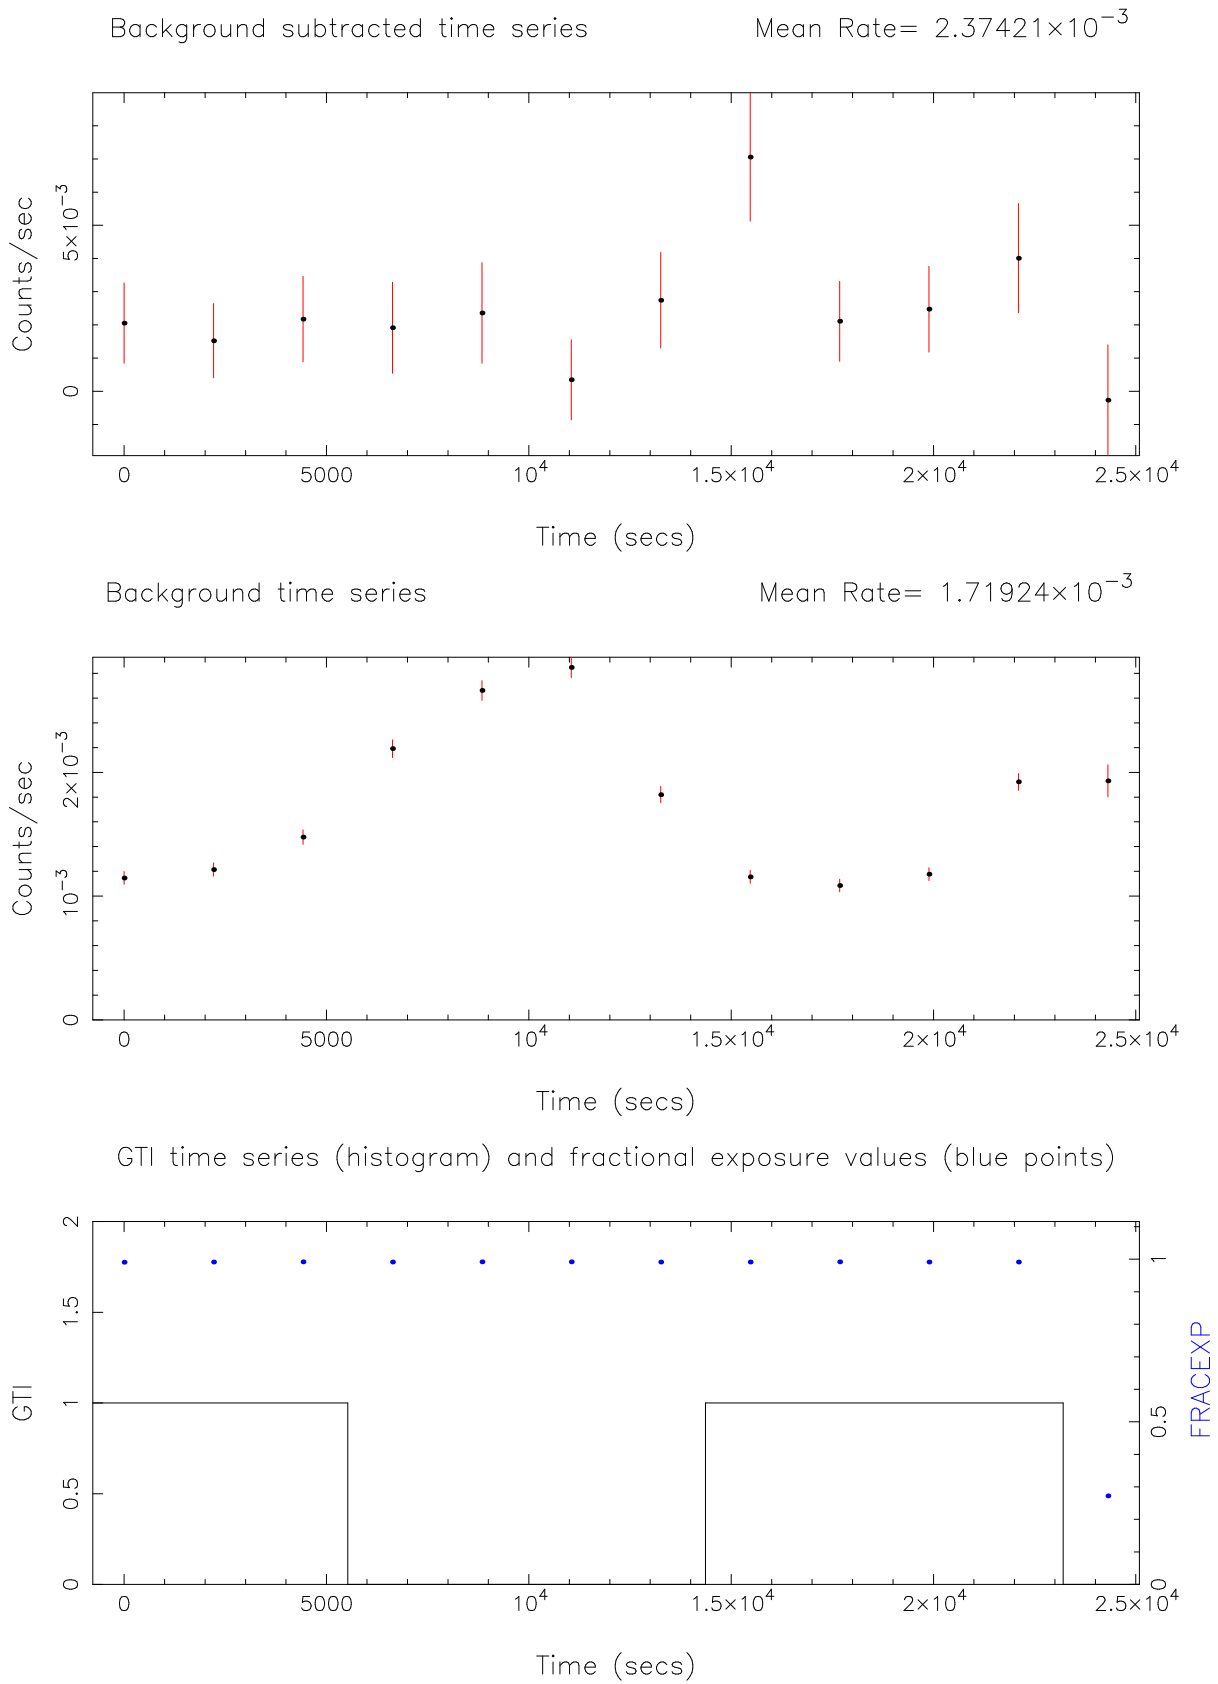 Background subtracted time series Mean Rate= 2.37421×10⁻³
Counts/sec
0 5×10⁻³
0 5000 10⁴ 1.5×10⁴ 2×10⁴ 2.5×10⁴
Time (secs)
Background time series Mean Rate= 1.71924×10⁻³
Counts/sec
0 10⁻³ 2×10⁻³
0 5000 10⁴ 1.5×10⁴ 2×10⁴ 2.5×10⁴
Time (secs)
GTI time series (histogram) and fractional exposure values (blue points)
GTI
0 0.5 1 1.5 2
0 0.5 1
FRACEXP
0 5000 10⁴ 1.5×10⁴ 2×10⁴ 2.5×10⁴
Time (secs)